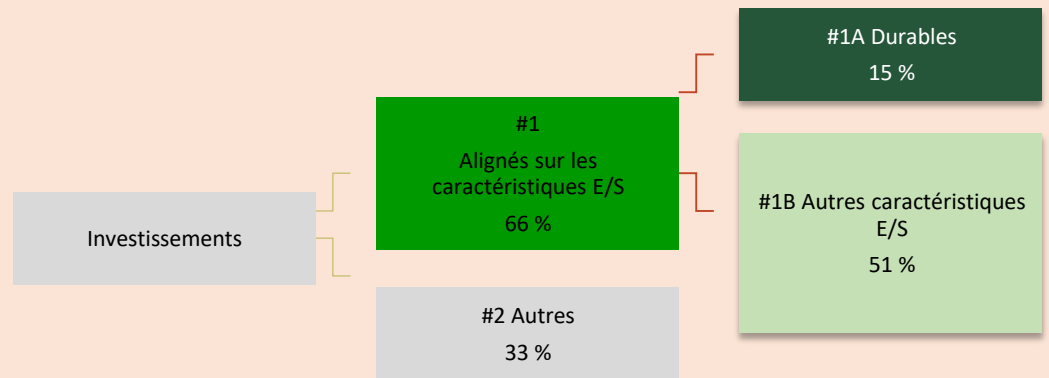 Investissements
#1
Alignés sur les
caractéristiques E/S
66 %
#2 Autres
33 %
#1A Durables
15 %
#1B Autres caractéristiques
E/S
51 %